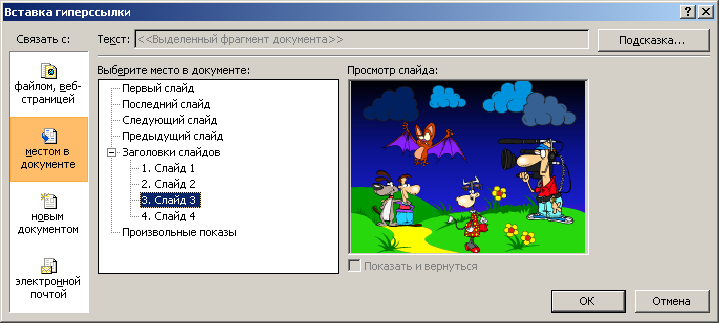 Вставка гиперссылки
Связать с:
Текст:
<<Выделенный фрагмент документа>>
Подсказка...
файлом, веб-
страницей
местом в
документе
новым
документом
электронной
почтой
Выберите место в документе:
Первый слайд
Последний слайд
Следующий слайд
Предыдущий слайд
Заголовки слайдов
1. Слайд 1
2. Слайд 2
3. Слайд 3
4. Слайд 4
Произвольные показы
Просмотр слайда:
Показать и вернуться
ОК
Отмена